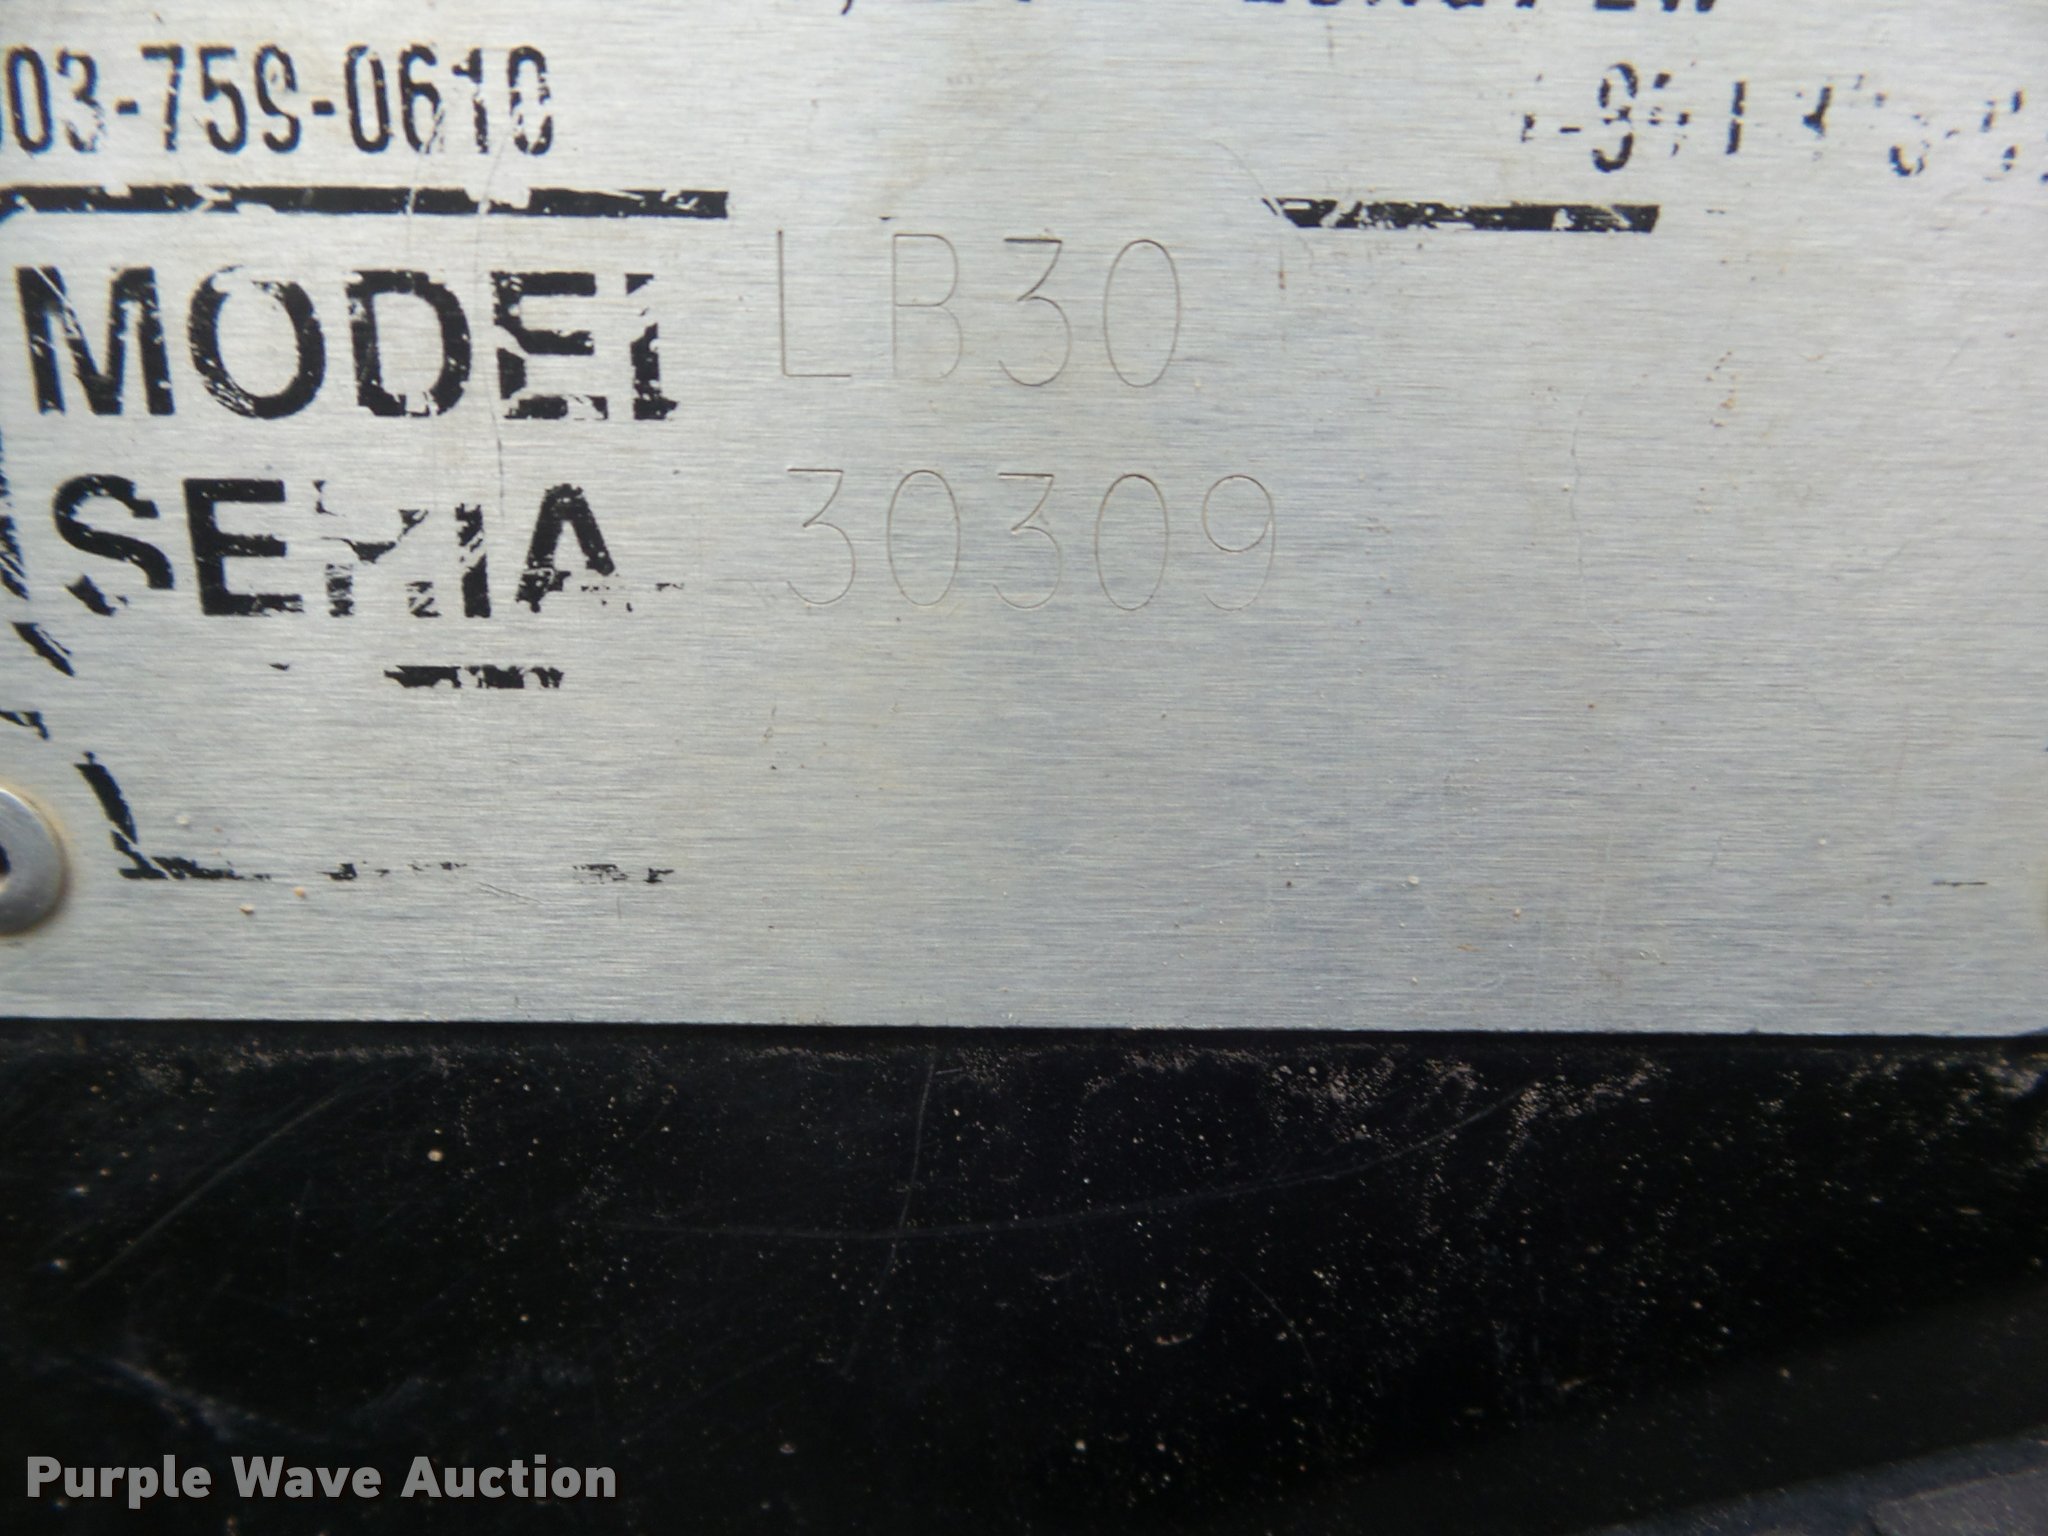 03-759-0610
MODEL LB30
SERIAL 30309
Purple Wave Auction